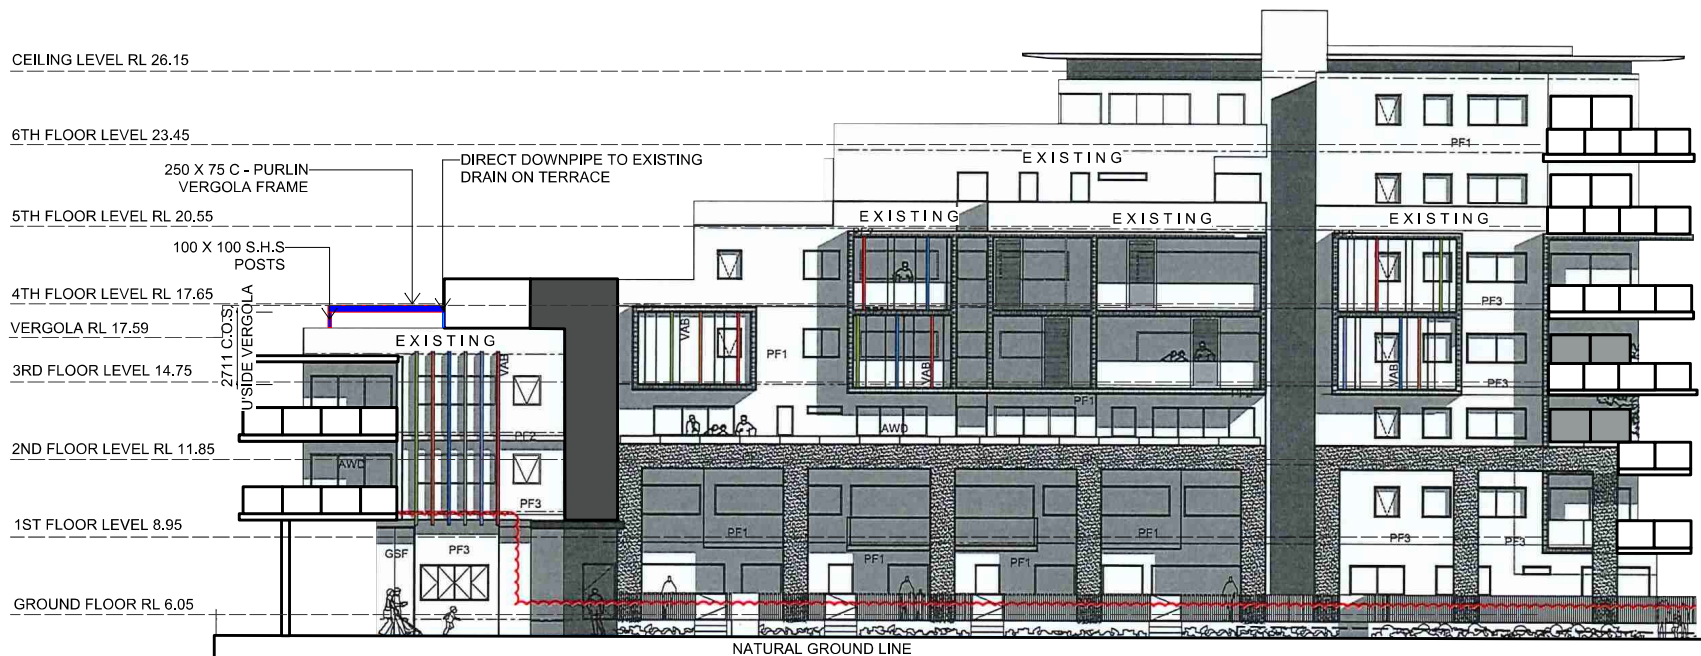 CEILING LEVEL RL 26.15
6TH FLOOR LEVEL 23.45
250 X 75 C - PURLIN
VERGOLA FRAME
DIRECT DOWNPIPE TO EXISTING
DRAIN ON TERRACE
5TH FLOOR LEVEL RL 20.55
100 X 100 S.H.S
POSTS
4TH FLOOR LEVEL RL 17.65
VERGOLA RL 17.59
2711 C.O.S.
U'SIDE VERGOLA
3RD FLOOR LEVEL 14.75
2ND FLOOR LEVEL RL 11.85
1ST FLOOR LEVEL 8.95
GROUND FLOOR RL 6.05
EXISTING
PF1
EXISTING
EXISTING
EXISTING
PF3
EXISTING
VAB
VAB
PF1
VAB
VAB
PF3
PF1
PF2
AWD
AWD
PF3
GSF
PF3
PF1
PF1
PF1
PF1
PF3
PF3
NATURAL GROUND LINE